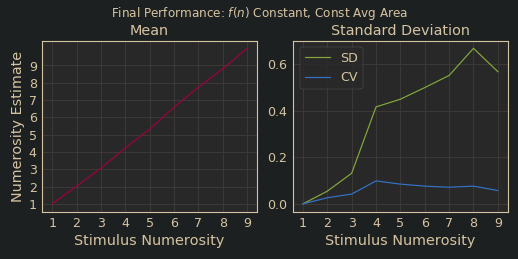 Final Performance: f(n) Constant, Const Avg Area
Mean
Numerosity Estimate
9
8
7
6
5
4
3
2
1
1 2 3 4 5 6 7 8 9
Stimulus Numerosity
Standard Deviation
SD
CV
0.6
0.4
0.2
0.0
1 2 3 4 5 6 7 8 9
Stimulus Numerosity